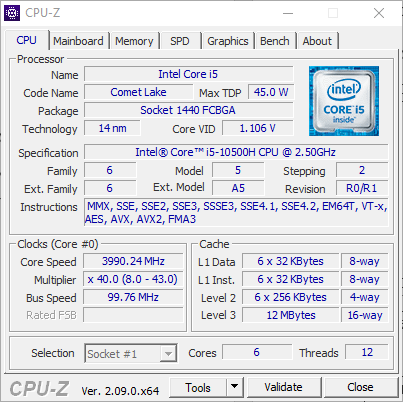 CPU-Z
CPU Mainboard Memory SPD Graphics Bench About
Processor
Name Intel Core i5
Code Name Comet Lake Max TDP 45.0 W
Package Socket 1440 FCBGA
Technology 14 nm Core VID 1.106 V
intel
CORE i5
inside™
Specification Intel® Core™ i5-10500H CPU @ 2.50GHz
Family 6 Model 5 Stepping 2
Ext. Family 6 Ext. Model A5 Revision R0/R1
Instructions MMX, SSE, SSE2, SSE3, SSSE3, SSE4.1, SSE4.2, EM64T, VT-x,
AES, AVX, AVX2, FMA3
Clocks (Core #0)
Core Speed 3990.24 MHz
Multiplier x 40.0 (8.0 - 43.0)
Bus Speed 99.76 MHz
Rated FSB
Cache
L1 Data 6 x 32 KBytes 8-way
L1 Inst. 6 x 32 KBytes 8-way
Level 2 6 x 256 KBytes 4-way
Level 3 12 MBytes 16-way
Selection Socket #1 Cores 6 Threads 12
CPU-Z Ver. 2.09.0.x64 Tools Validate Close